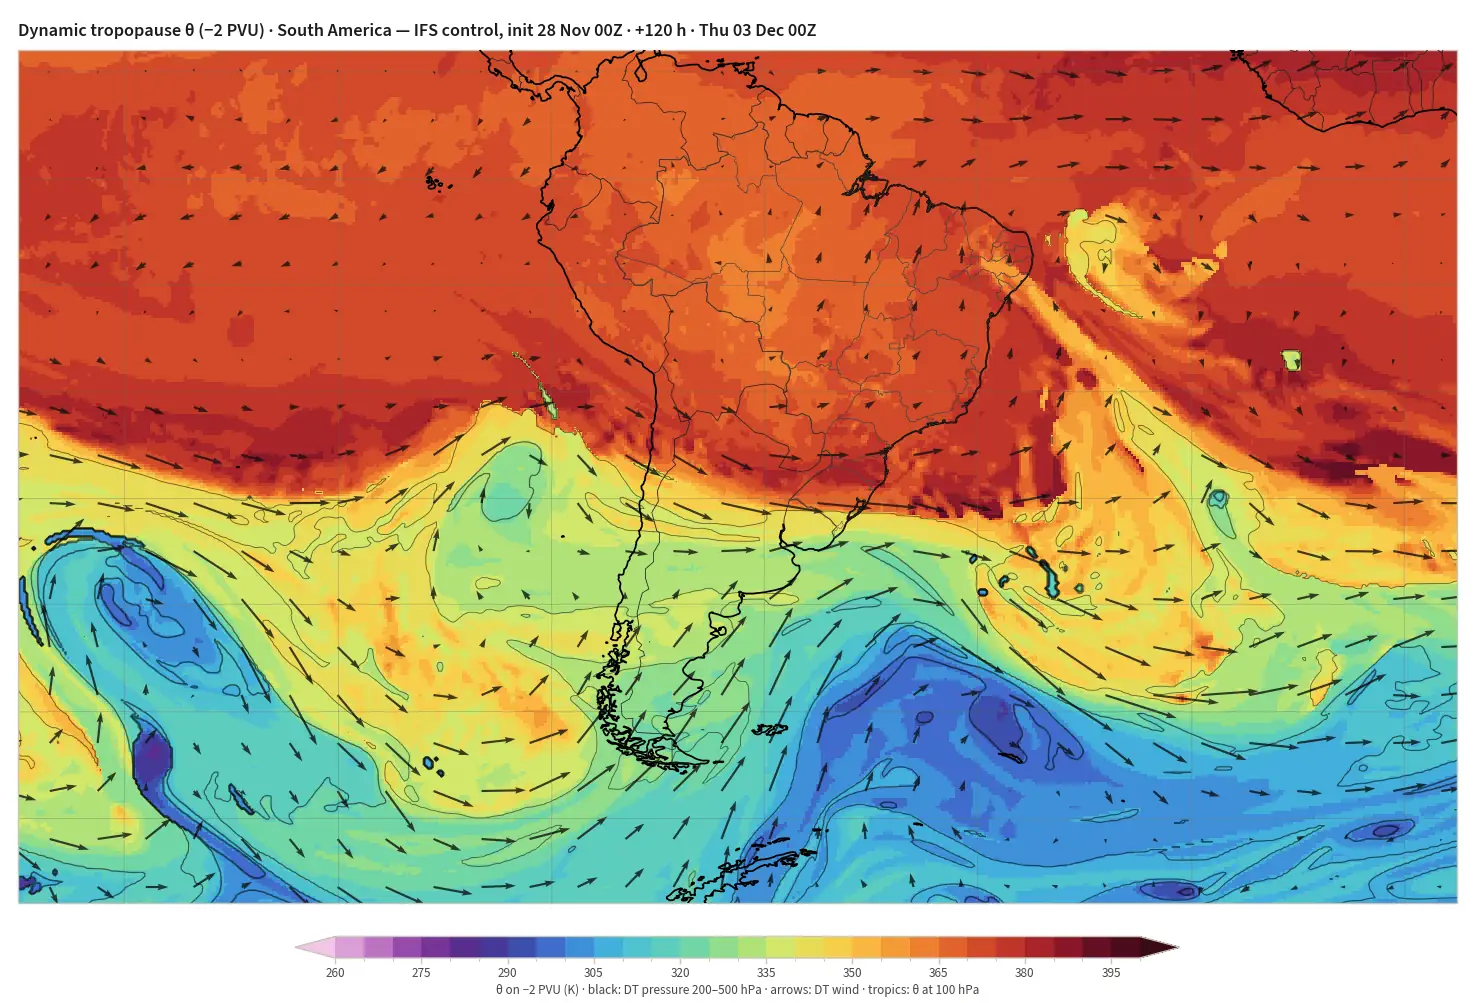 Dynamic tropopause θ (−2 PVU) · South America — IFS control, init 28 Nov 00Z · +120 h · Thu 03 Dec 00Z
260 275 290 305 320 335 350 365 380 395
θ on −2 PVU (K) · black: DT pressure 200–500 hPa · arrows: DT wind · tropics: θ at 100 hPa